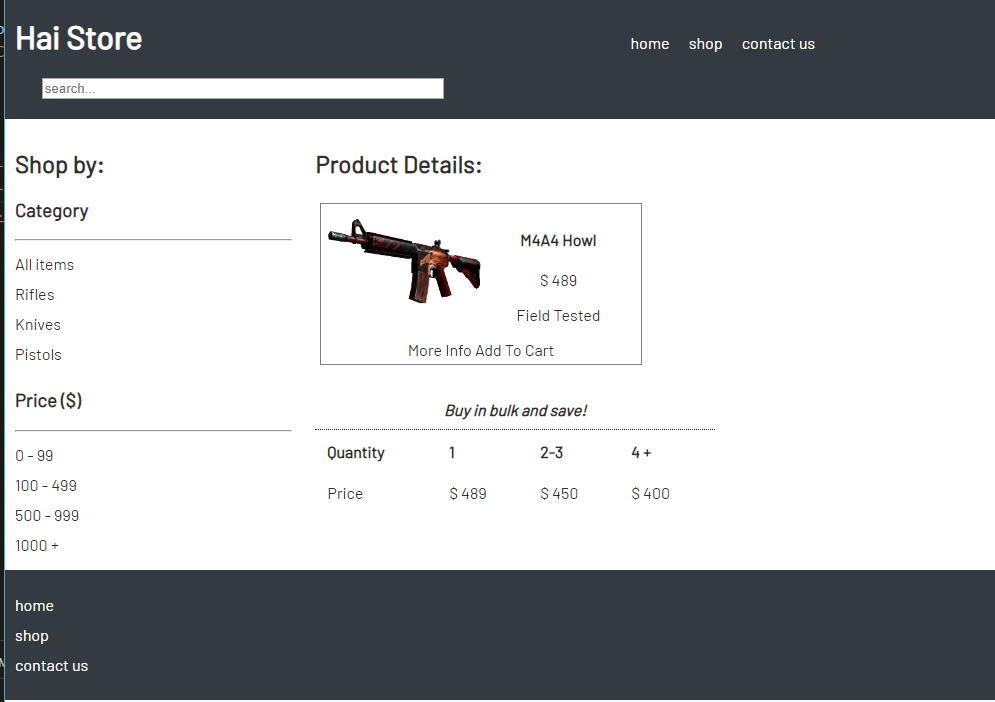 Hai Store
home shop contact us
search...
Shop by:
Category
All items
Rifles
Knives
Pistols
Price ($)
0 - 99
100 - 499
500 - 999
1000 +
Product Details:
M4A4 Howl
$ 489
Field Tested
More Info Add To Cart
Buy in bulk and save!
Quantity 1 2-3 4 +
Price $ 489 $ 450 $ 400
home
shop
contact us